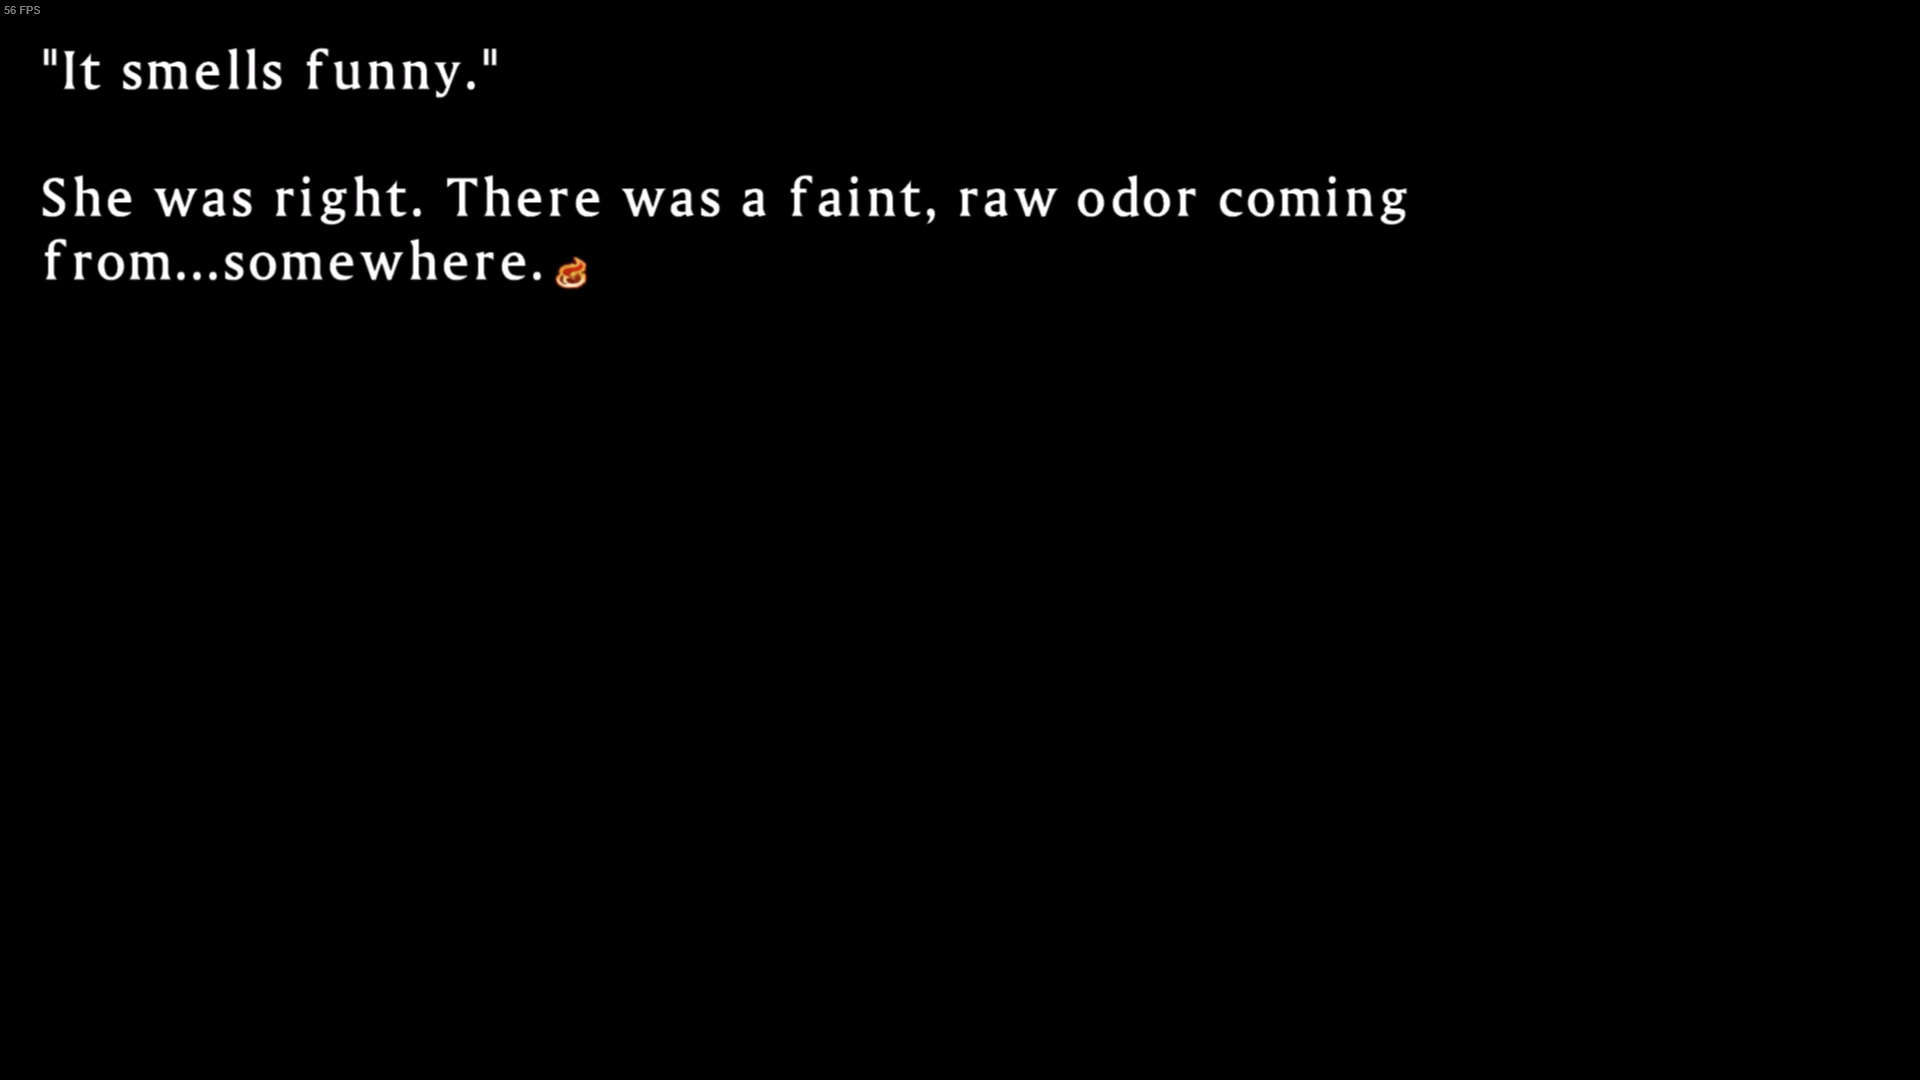 56 FPS
"It smells funny."
She was right. There was a faint, raw odor coming
from...somewhere.